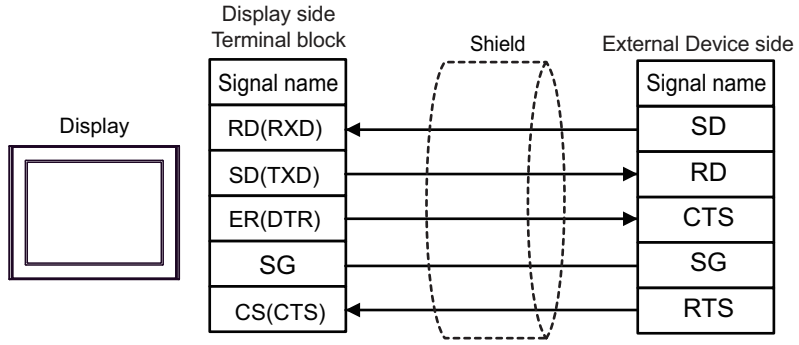 Display side
Terminal block
Shield
External Device side
Signal name
Signal name
Display
RD(RXD)
SD
SD(TXD)
RD
ER(DTR)
CTS
SG
SG
CS(CTS)
RTS